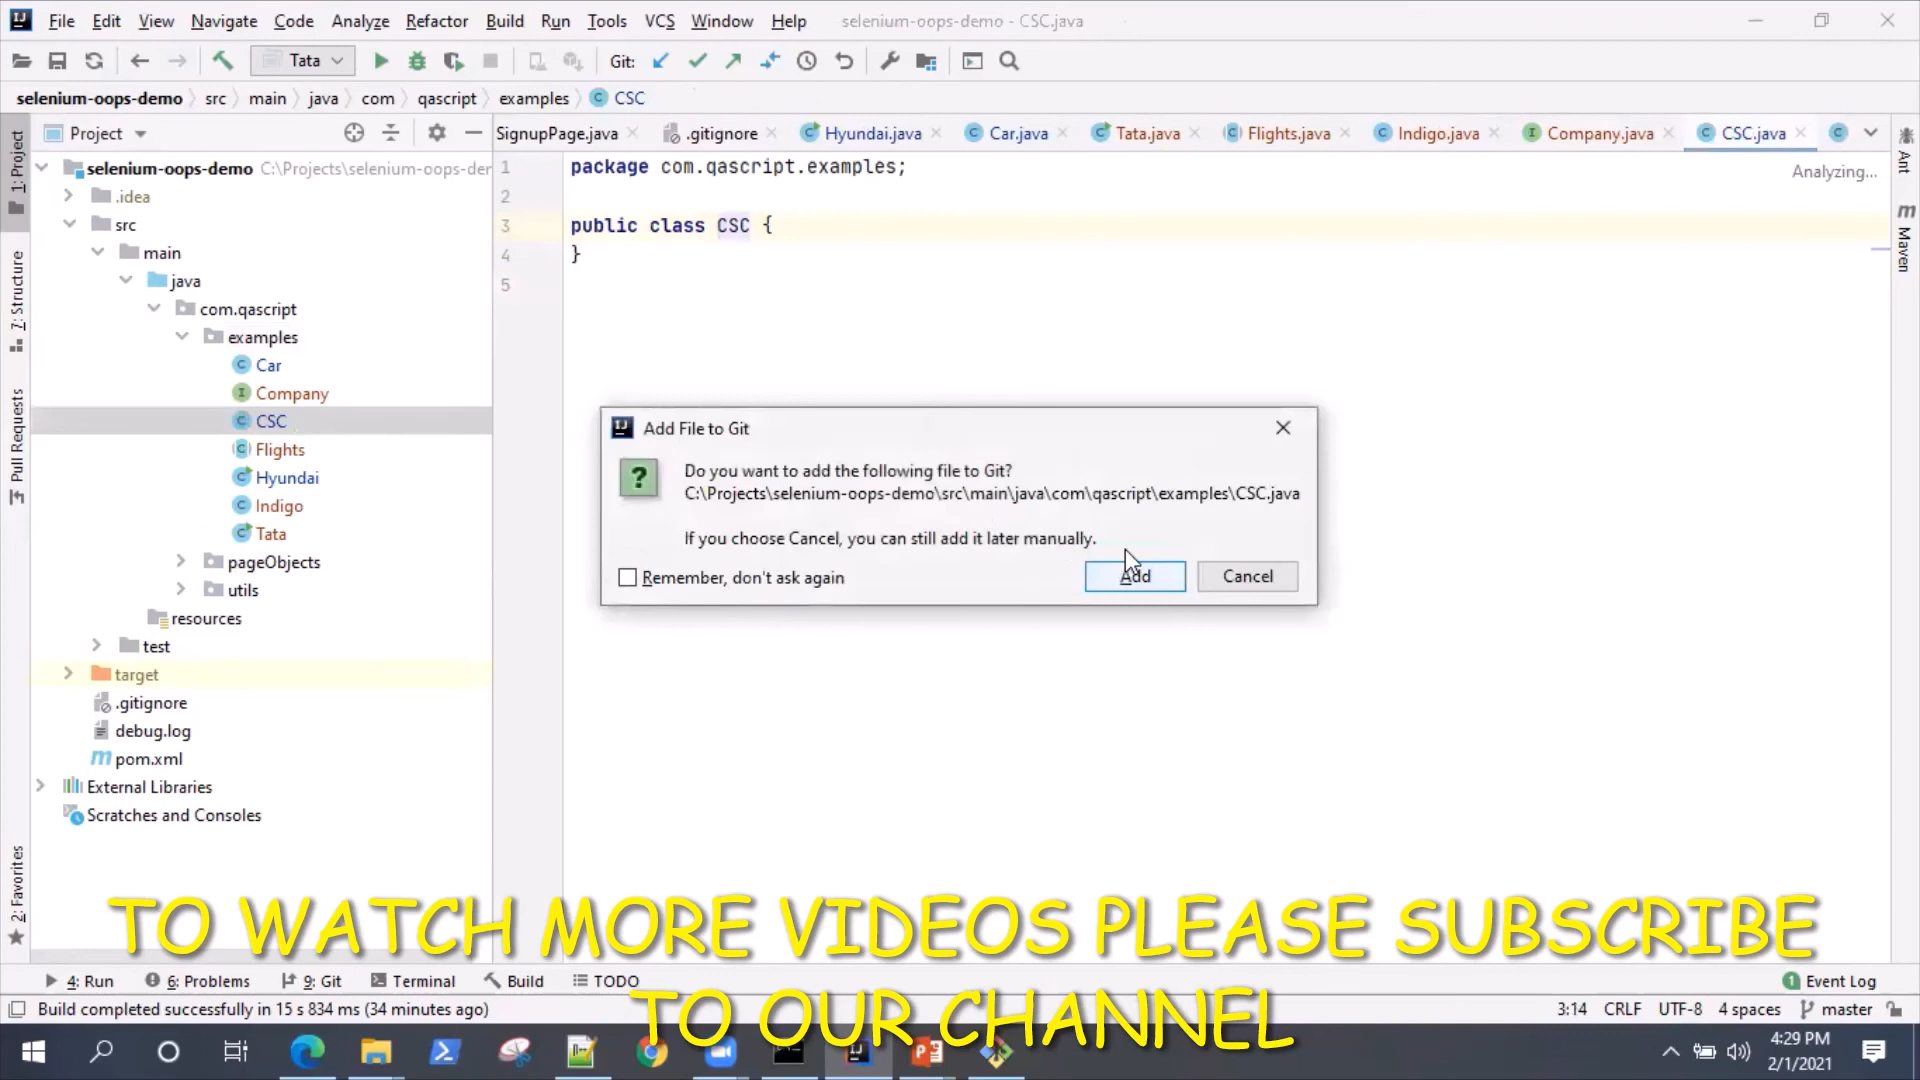 File Edit View Navigate Code Analyze Refactor Build Run Tools VCS Window Help selenium-oops-demo - CSC.java
Tata Git:
selenium-oops-demo src main java com qascript examples CSC
Project
SignupPage.java .gitignore Hyundai.java Car.java Tata.java Flights.java Indigo.java Company.java CSC.java
selenium-oops-demo C:\Projects\selenium-oops-der
.idea
src
main
java
com.qascript
examples
Car
Company
CSC
Flights
Hyundai
Indigo
Tata
pageObjects
utils
resources
test
target
.gitignore
debug.log
pom.xml
External Libraries
Scratches and Consoles
1: Project
7: Structure
Pull Requests
2: Favorites
1 package com.qascript.examples;
2
3 public class CSC {
4 }
5
Analyzing...
Ant
Maven
Add File to Git
Do you want to add the following file to Git?
C:\Projects\selenium-oops-demo\src\main\java\com\qascript\examples\CSC.java
If you choose Cancel, you can still add it later manually.
Remember, don't ask again
Add Cancel
TO WATCH MORE VIDEOS PLEASE SUBSCRIBE
TO OUR CHANNEL
4: Run 6: Problems 9: Git Terminal Build TODO 1 Event Log
Build completed successfully in 15 s 834 ms (34 minutes ago) 3:14 CRLF UTF-8 4 spaces master
4:29 PM
2/1/2021